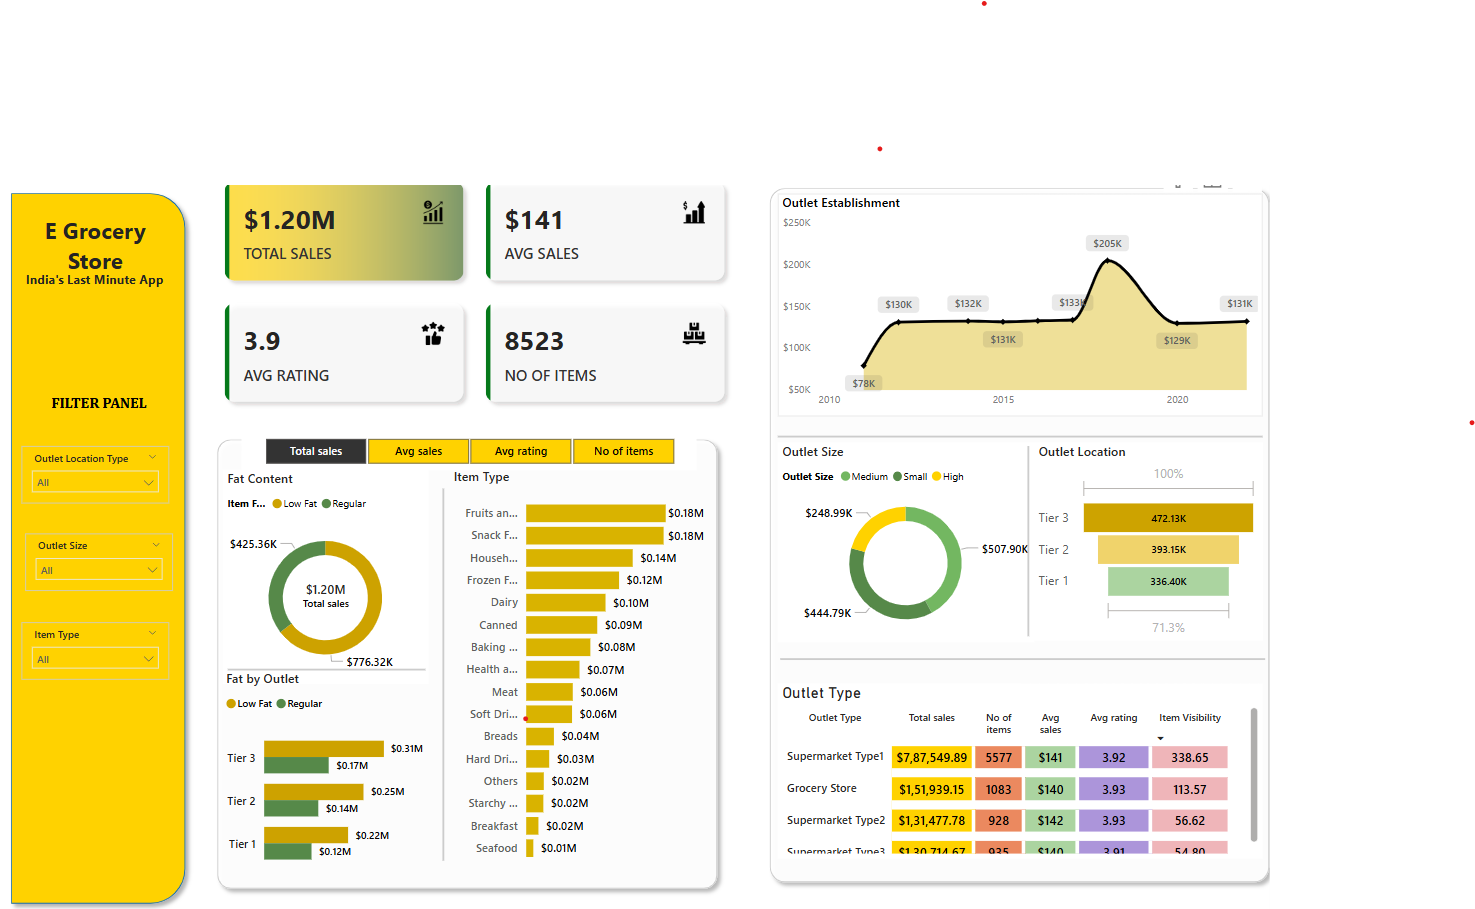 E Grocery
Store
India's Last Minute App
FILTER PANEL
Outlet Location Type
All
Outlet Size
All
Item Type
All
$1.20M
TOTAL SALES
$141
AVG SALES
3.9
AVG RATING
8523
NO OF ITEMS
Total sales
Avg sales
Avg rating
No of items
Fat Content
Item F...
Low Fat
Regular
$425.36K
$1.20M
Total sales
$776.32K
Fat by Outlet
Low Fat
Regular
Tier 3
$0.31M
$0.17M
Tier 2
$0.25M
$0.14M
Tier 1
$0.22M
$0.12M
Item Type
Fruits an...
$0.18M
Snack F...
$0.18M
Househ...
$0.14M
Frozen F...
$0.12M
Dairy
$0.10M
Canned
$0.09M
Baking ...
$0.08M
Health a...
$0.07M
Meat
$0.06M
Soft Dri...
$0.06M
Breads
$0.04M
Hard Dri...
$0.03M
Others
$0.02M
Starchy ...
$0.02M
Breakfast
$0.02M
Seafood
$0.01M
Outlet Establishment
$250K
$200K
$150K
$100K
$50K
$78K
$130K
$132K
$131K
$133K
$205K
$129K
$131K
2010
2015
2020
Outlet Size
Outlet Size
Medium
Small
High
$248.99K
$507.90K
$444.79K
Outlet Location
100%
Tier 3
472.13K
Tier 2
393.15K
Tier 1
336.40K
71.3%
Outlet Type
Outlet Type Total sales No of items Avg sales Avg rating Item Visibility
Supermarket Type1 $7,87,549.89 5577 $141 3.92 338.65
Grocery Store $1,51,939.15 1083 $140 3.93 113.57
Supermarket Type2 $1,31,477.78 928 $142 3.93 56.62
Supermarket Type3 $1,30,714.67 935 $140 3.91 54.80